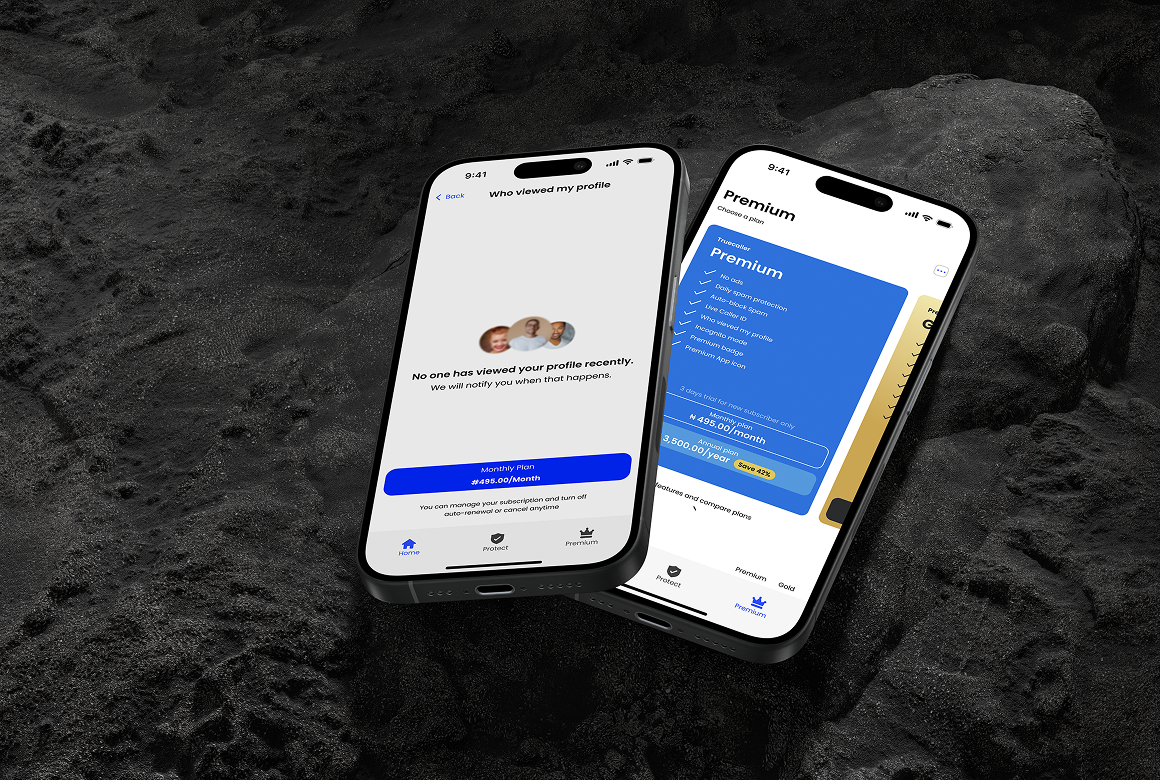 9:41
Back
Who viewed my profile
No one has viewed your profile recently.
We will notify you when that happens.
Monthly Plan
#495.00/Month
You can manage your subscription and turn off
auto-renewal or cancel anytime
Home
Protect
Premium
9:41
Premium
Choose a plan
Truecaller
Premium
No ads
Daily spam protection
Auto-block Spam
Live Caller ID
Who vieved my profile
Incognito mode
Premium badge
Premium App icon
3 days trial for new subscriber only
Monthly plan
₦ 495.00/month
Annual plan
3,500.00/year
Save 42%
features and compare plans
Premium
Gold
Protect
Premium